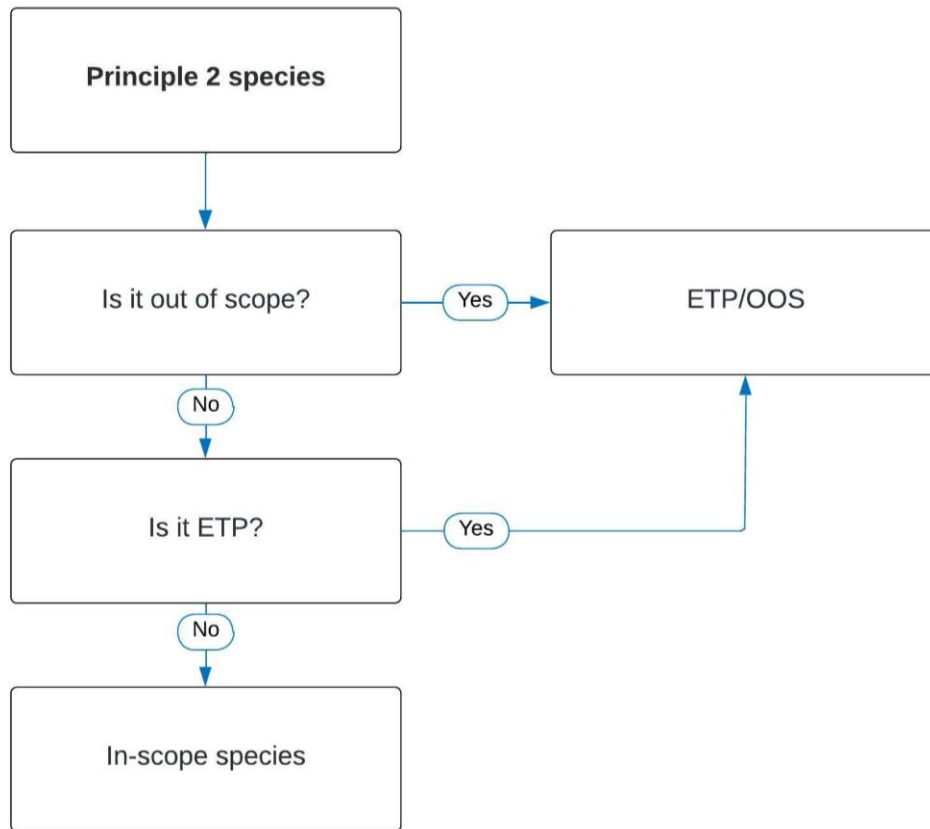 Principle 2 species
Is it out of scope?
Yes
ETP/OOS
No
Is it ETP?
Yes
No
In-scope species